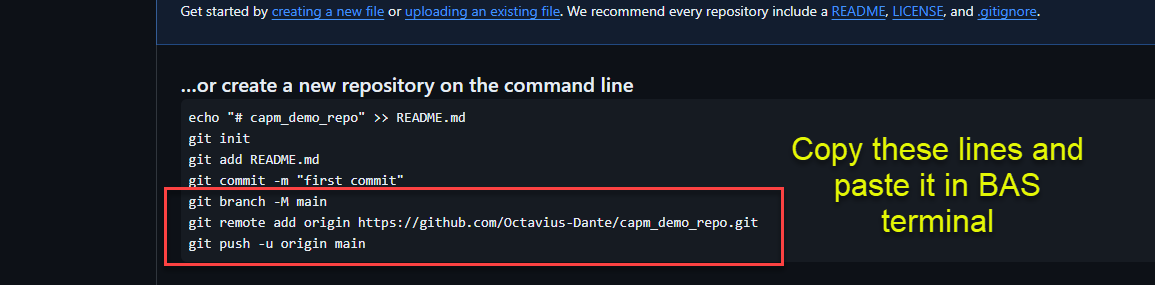 Get started by creating a new file or uploading an existing file. We recommend every repository include a README, LICENSE, and .gitignore.
…or create a new repository on the command line
echo "# capm_demo_repo" >> README.md
git init
git add README.md
git commit -m "first commit"
git branch -M main
git remote add origin https://github.com/Octavius-Dante/capm_demo_repo.git
git push -u origin main
Copy these lines and
paste it in BAS
terminal